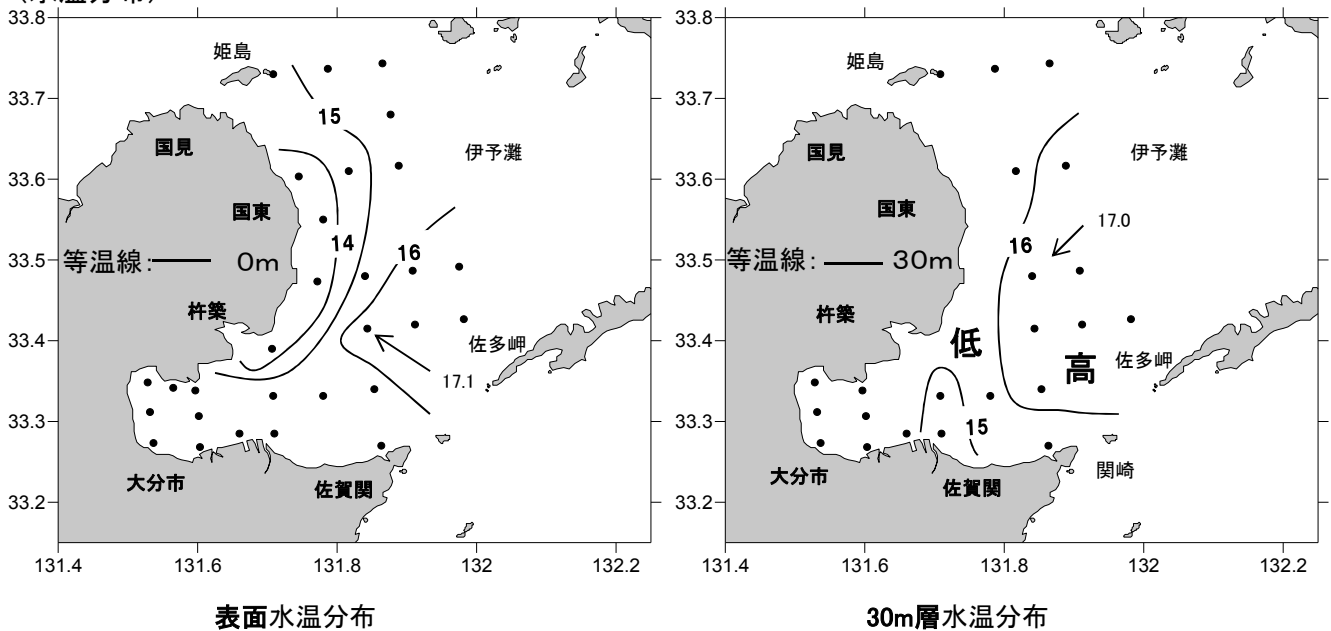 33.8
33.7
33.6
33.5
33.4
33.3
33.2
131.4
131.6
131.8
132
132.2
姫島
国見
国東
杵築
大分市
佐賀関
伊予灘
佐多岬
15
14
16
17.1
等温線: 0m
表面水温分布
33.8
33.7
33.6
33.5
33.4
33.3
33.2
131.4
131.6
131.8
132
132.2
姫島
国見
国東
杵築
大分市
佐賀関
関崎
伊予灘
佐多岬
16
17.0
15
低
高
等温線: 30m
30m層水温分布